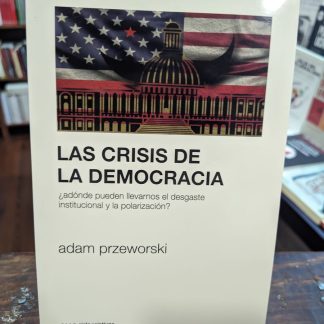 LAS CRISIS DE
LA DEMOCRACIA
¿adónde pueden llevarnos el desgaste
institucional y la polarización?
adam przeworski